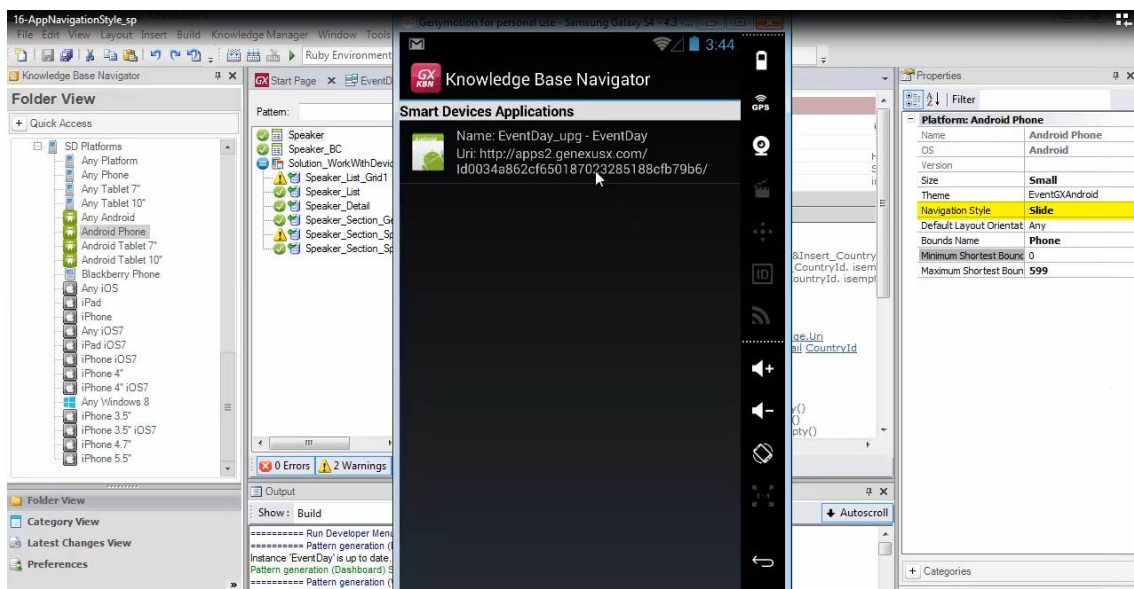 16-AppNavigationStyle_sp
Genymotion for personal use - Samsung Galaxy S4 - 4.3 -...
File Edit View Layout Insert Build Knowledge Manager Window Tools
Ruby Environment
Knowledge Base Navigator
Folder View
+ Quick Access
SD Platforms
Any Platform
Any Phone
Any Tablet 7"
Any Tablet 10"
Any Android
Android Phone
Android Tablet 7"
Android Tablet 10"
Blackberry Phone
Any iOS
iPad
iPhone
Any iOS7
iPad iOS7
iPhone iOS7
iPhone 4"
iPhone 4" iOS7
Any Windows 8
iPhone 3.5"
iPhone 3.5" iOS7
iPhone 4.7"
iPhone 5.5"
Folder View
Category View
Latest Changes View
Preferences
Start Page
EventD
Pattern:
Speaker
Speaker_BC
Solution_WorkWithDevic
Speaker_List_Grid1
Speaker_List
Speaker_Detail
Speaker_Section_Ge
Speaker_Section_Sp
Speaker_Section_Sp
0 Errors
2 Warnings
Output
Show: Build
========== Run Developer Menu
========== Pattern generation (
Instance 'EventDay' is up to date.
Pattern generation (Dashboard) S
========== Pattern generation (
3:44
GX KBN
Knowledge Base Navigator
Smart Devices Applications
Name: EventDay_upg - EventDay
Uri: http://apps2.genexusx.com/
Id0034a862cf650187023285188cfb79b6/
GPS
ID
&Insert_Country
CountryId. isem
ountryId. isempt
ge.Uri
ail CountryId
y()
()
pty()
Autoscroll
Properties
Filter
Platform: Android Phone
Name Android Phone
OS Android
Version
Size Small
Theme EventGXAndroid
Navigation Style Slide
Default Layout Orientat Any
Bounds Name Phone
Minimum Shortest Bounc 0
Maximum Shortest Boun 599
+ Categories